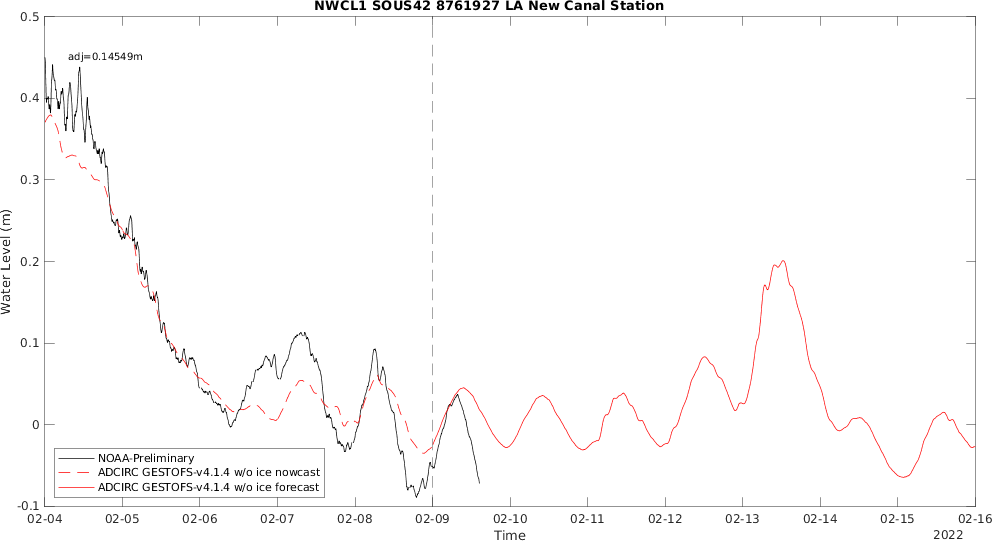 NWCL1 SOUS42 8761927 LA New Canal Station
adj=0.14549m
0.5
0.4
0.3
0.2
0.1
0
-0.1
Water Level (m)
NOAA-Preliminary
ADCIRC GESTOFS-v4.1.4 w/o ice nowcast
ADCIRC GESTOFS-v4.1.4 w/o ice forecast
02-04 02-05 02-06 02-07 02-08 02-09 02-10 02-11 02-12 02-13 02-14 02-15 02-16
Time
2022